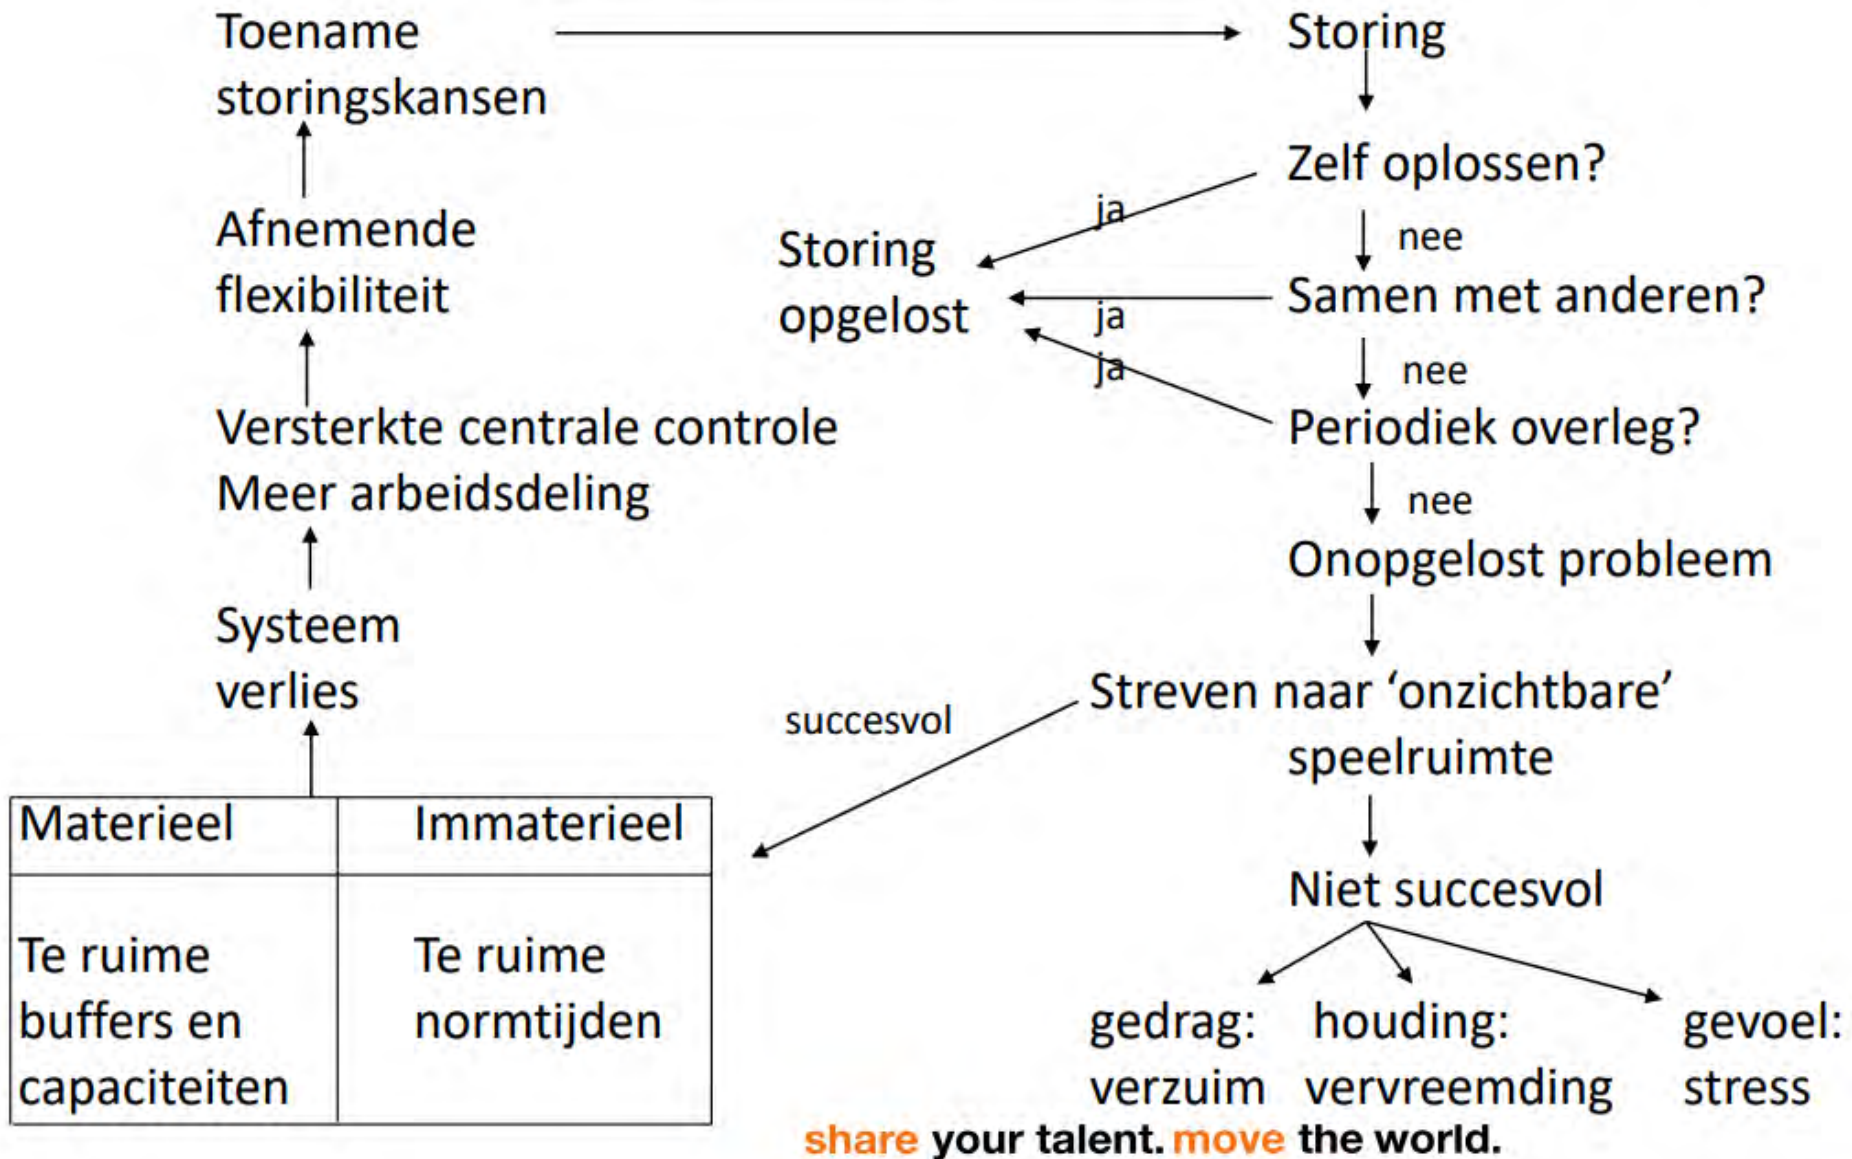 Toename
storingskansen
Afnemende
flexibiliteit
Versterkte centrale controle
Meer arbeidsdeling
Systeem
verlies
Materieel
Immaterieel
Te ruime
buffers en
capaciteiten
Te ruime
normtijden
Storing
Zelf oplossen?
ja
nee
Storing
opgelost
Samen met anderen?
ja
nee
ja
Periodiek overleg?
nee
Onopgelost probleem
Streven naar ‘onzichtbare’
speelruimte
succesvol
Niet succesvol
gedrag:
verzuim
houding:
vervreemding
gevoel:
stress
share your talent. move the world.